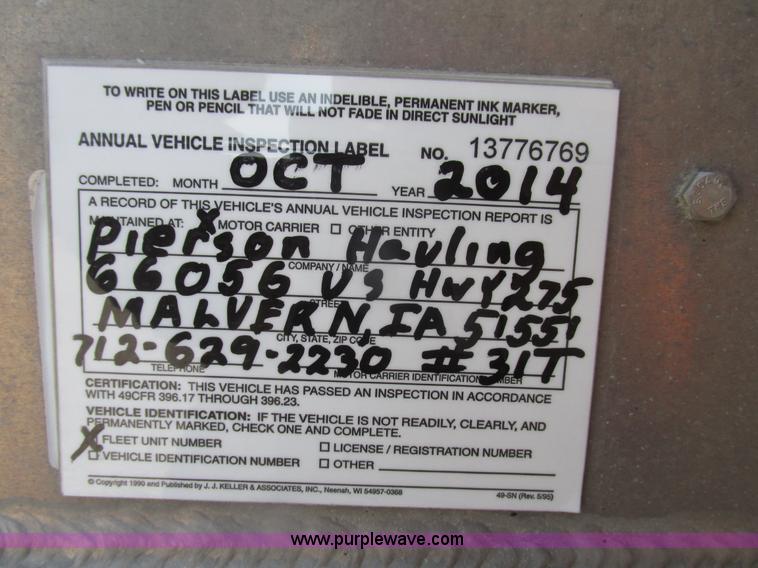 TO WRITE ON THIS LABEL USE AN INDELIBLE, PERMANENT INK MARKER,
PEN OR PENCIL THAT WILL NOT FADE IN DIRECT SUNLIGHT
ANNUAL VEHICLE INSPECTION LABEL NO. 13776769
COMPLETED: MONTH OCT YEAR 2014
A RECORD OF THIS VEHICLE'S ANNUAL VEHICLE INSPECTION REPORT IS
MAINTAINED AT: X MOTOR CARRIER ☐ OTHER ENTITY
Pierson Hauling
COMPANY / NAME
66056 US HWY 275
STREET
MALVERN, IA, 51551
CITY, STATE, ZIP CODE
712-629-2230 # 31T
TELEPHONE MOTOR CARRIER IDENTIFICATION NUMBER
CERTIFICATION: THIS VEHICLE HAS PASSED AN INSPECTION IN ACCORDANCE
WITH 49CFR 396.17 THROUGH 396.23.
VEHICLE IDENTIFICATION: IF THE VEHICLE IS NOT READILY, CLEARLY, AND
PERMANENTLY MARKED, CHECK ONE AND COMPLETE.
X FLEET UNIT NUMBER ☐ LICENSE / REGISTRATION NUMBER
☐ VEHICLE IDENTIFICATION NUMBER ☐ OTHER
© Copyright 1990 and Published by J. J. KELLER & ASSOCIATES, INC., Neenah, WI 54957-0368 49-SN (Rev. 5/95)
www.purplewave.com